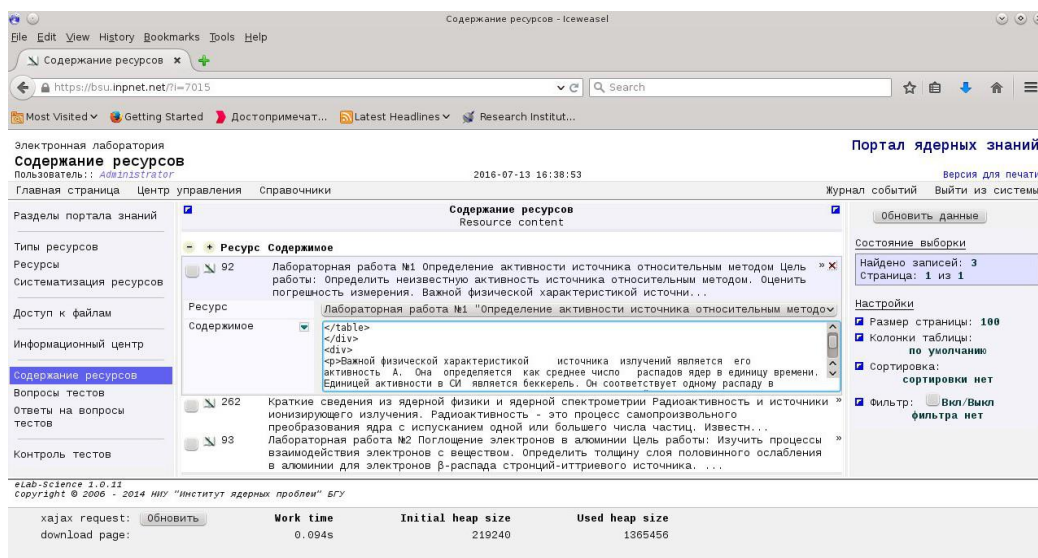 Содержание ресурсов - Iceweasel
File Edit View History Bookmarks Tools Help
Содержание ресурсов
https://bsu.inpnet.net/?i=7015
Search
Most Visited Getting Started Достопримечат... Latest Headlines Research Institut...
Электронная лаборатория
Портал ядерных знаний
Содержание ресурсов
Пользователь:: Administrator
2016-07-13 16:38:53
Версия для печати
Главная страница Центр управления Справочники
Журнал событий Выйти из системы
Разделы портала знаний
Типы ресурсов
Ресурсы
Систематизация ресурсов
Доступ к файлам
Информационный центр
Содержание ресурсов
Вопросы тестов
Ответы на вопросы
тестов
Контроль тестов
Содержание ресурсов
Resource content
- + Ресурс Содержимое
92 Лабораторная работа №1 Определение активности источника относительным методом Цель »
работы: Определить неизвестную активность источника относительным методом. Оценить
погрешность измерения. Важной физической характеристикой источни...
Ресурс Лабораторная работа №1 "Определение активности источника относительным методо
Содержимое
</table>
</div>
<div>
<p>Важной физической характеристикой источника излучений является его
активность А. Она определяется как среднее число распадов ядер в единицу времени.
Единицей активности в СИ является беккерель. Он соответствует одному распаду в
262 Краткие сведения из ядерной физики и ядерной спектрометрии Радиоактивность и источники »
ионизирующего излучения. Радиоактивность - это процесс самопроизвольного
преобразования ядра с испусканием одной или большего числа частиц. Известн...
93 Лабораторная работа №2 Поглощение электронов в алюминии Цель работы: Изучить процессы »
взаимодействия электронов с веществом. Определить толщину слоя половинного ослабления
в алюминии для электронов β-распада стронций-иттриевого источника. ...
Обновить данные
Состояние выборки
Найдено записей: 3
Страница: 1 из 1
Настройки
Размер страницы: 100
Колонки таблицы:
по умолчанию
Сортировка:
сортировки нет
Фильтр: Вкл/Выкл
фильтра нет
eLab-Science 1.0.11
Copyright © 2006 - 2014 НИУ "Институт ядерных проблем" БГУ
xajax request: Обновить Work time Initial heap size Used heap size
download page: 0.094s 219240 1365456